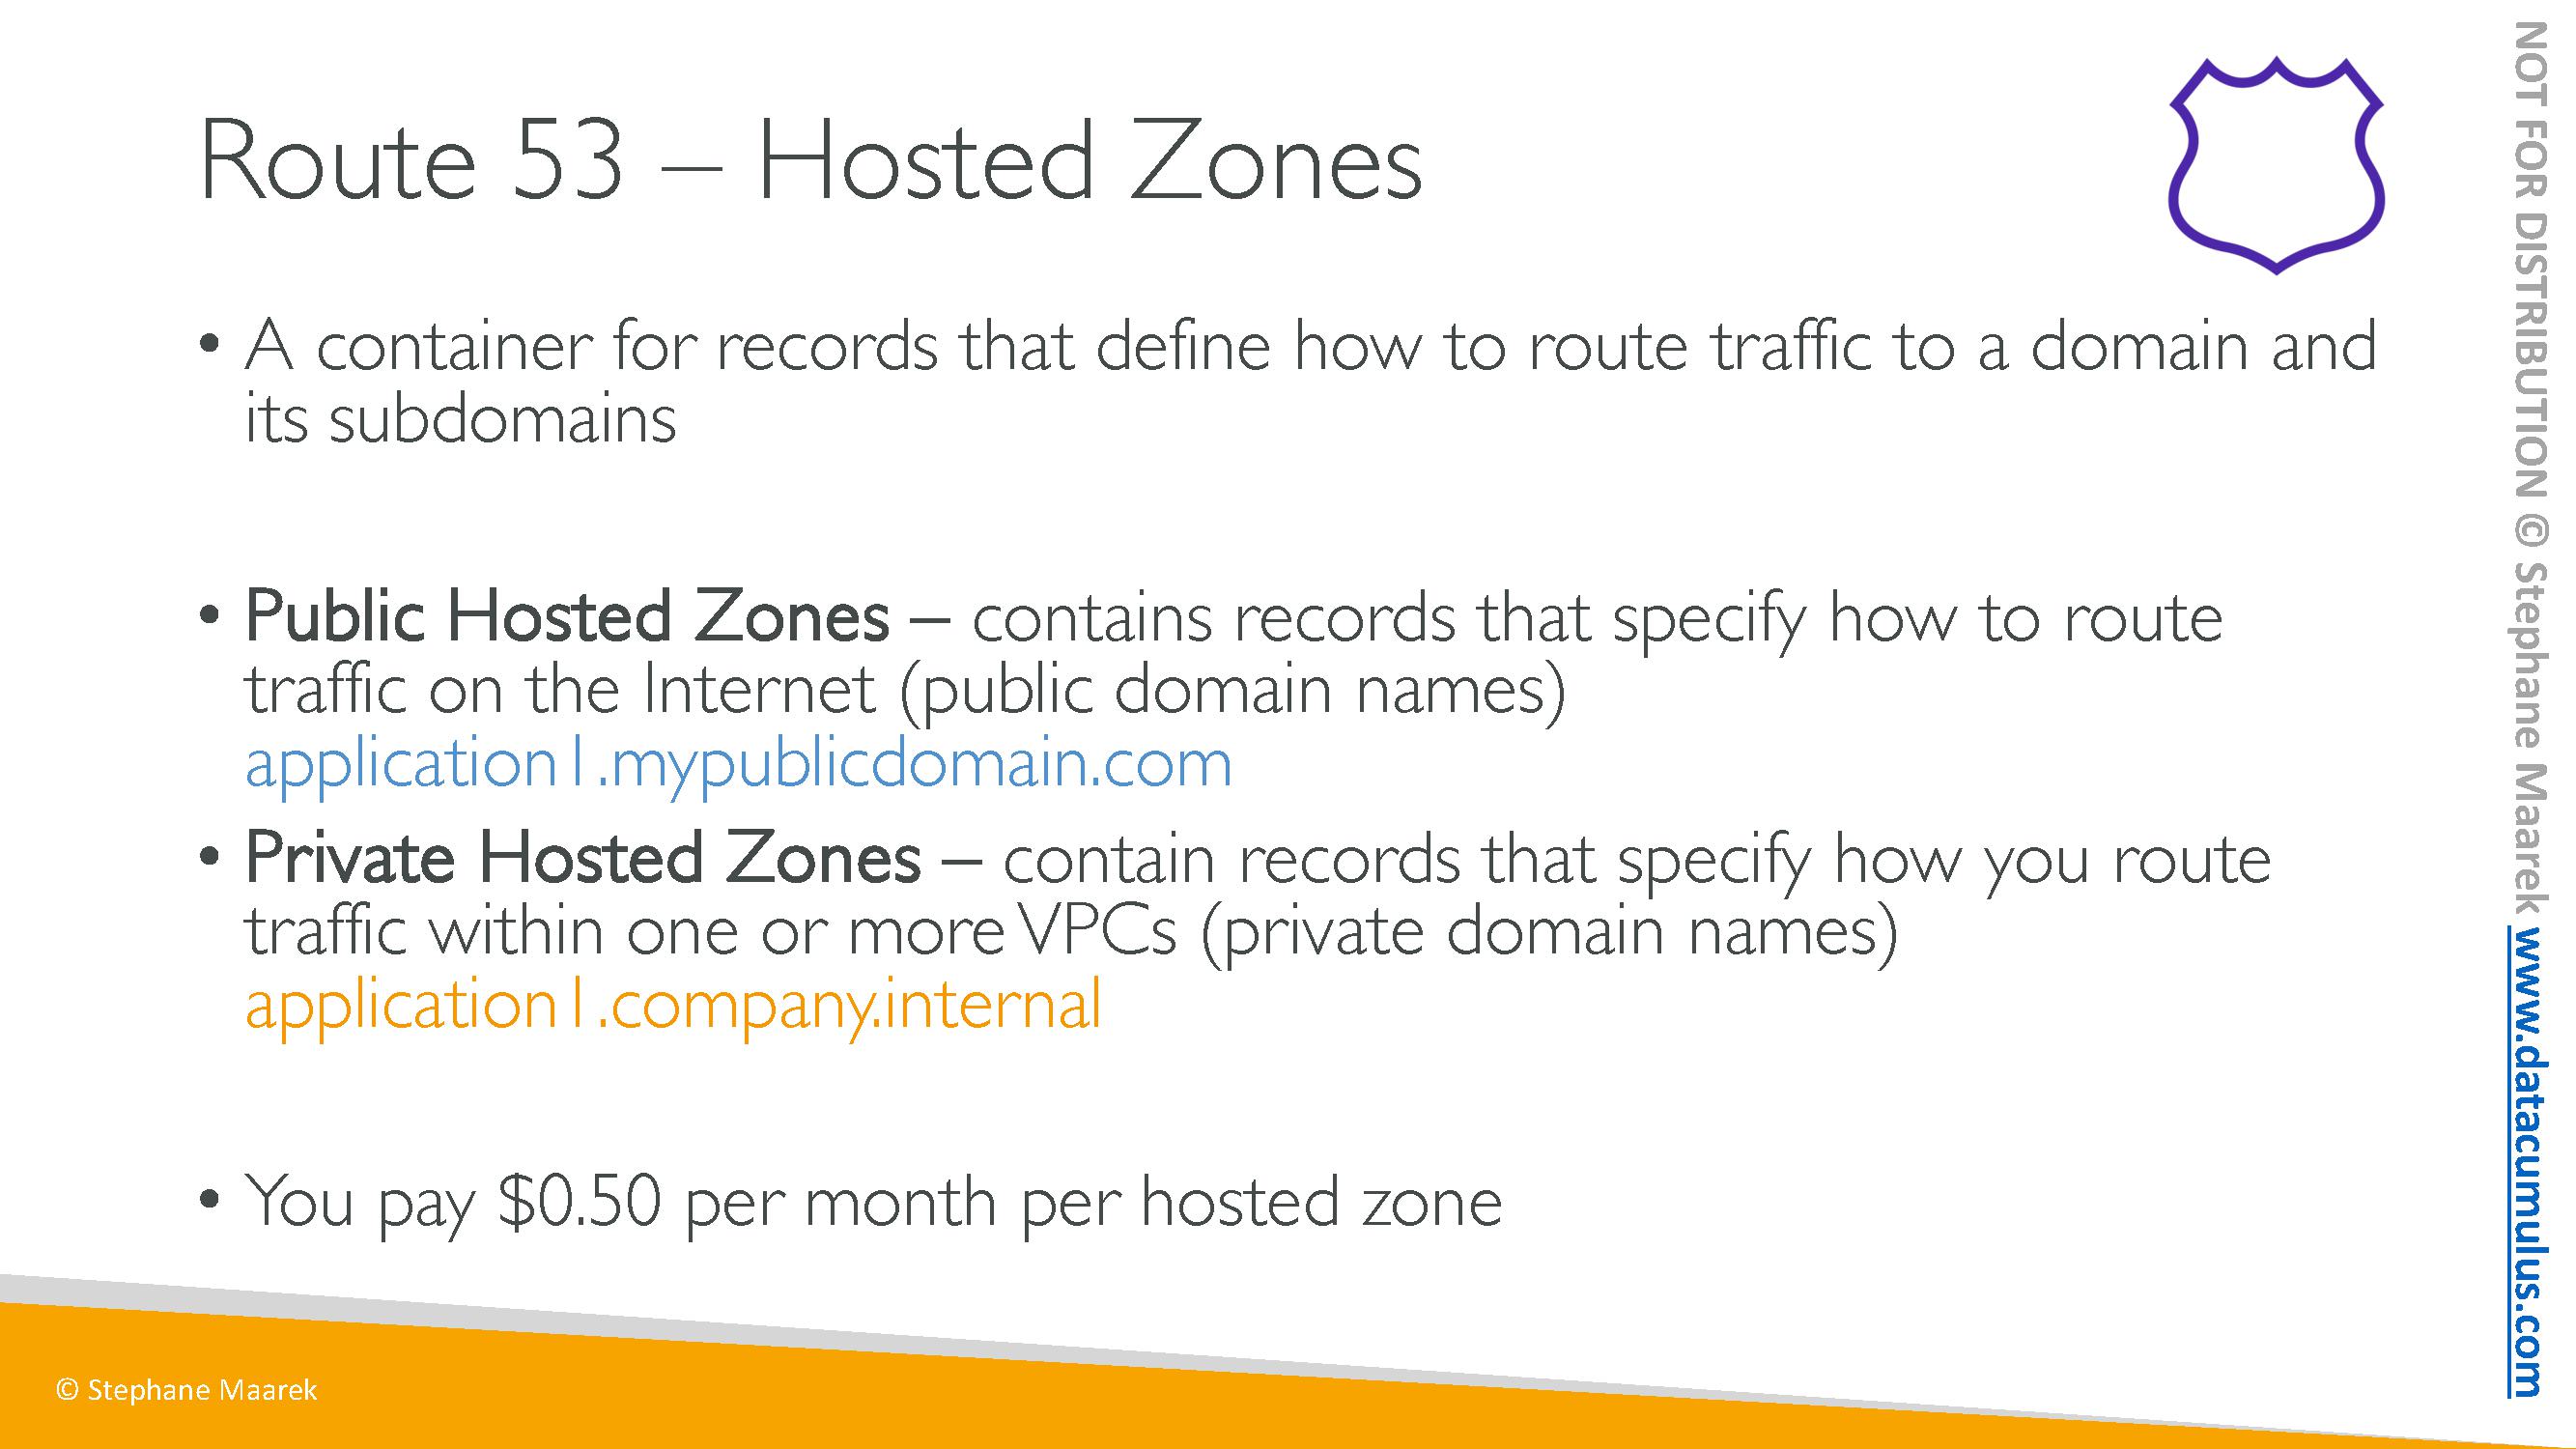 Route 53 – Hosted Zones
• A container for records that define how to route traffic to a domain and
its subdomains
• Public Hosted Zones – contains records that specify how to route
traffic on the Internet (public domain names)
application1.mypublicdomain.com
• Private Hosted Zones – contain records that specify how you route
traffic within one or more VPCs (private domain names)
application1.company.internal
• You pay $0.50 per month per hosted zone
© Stephane Maarek
NOT FOR DISTRIBUTION © Stephane Maarek www.datacumulus.com